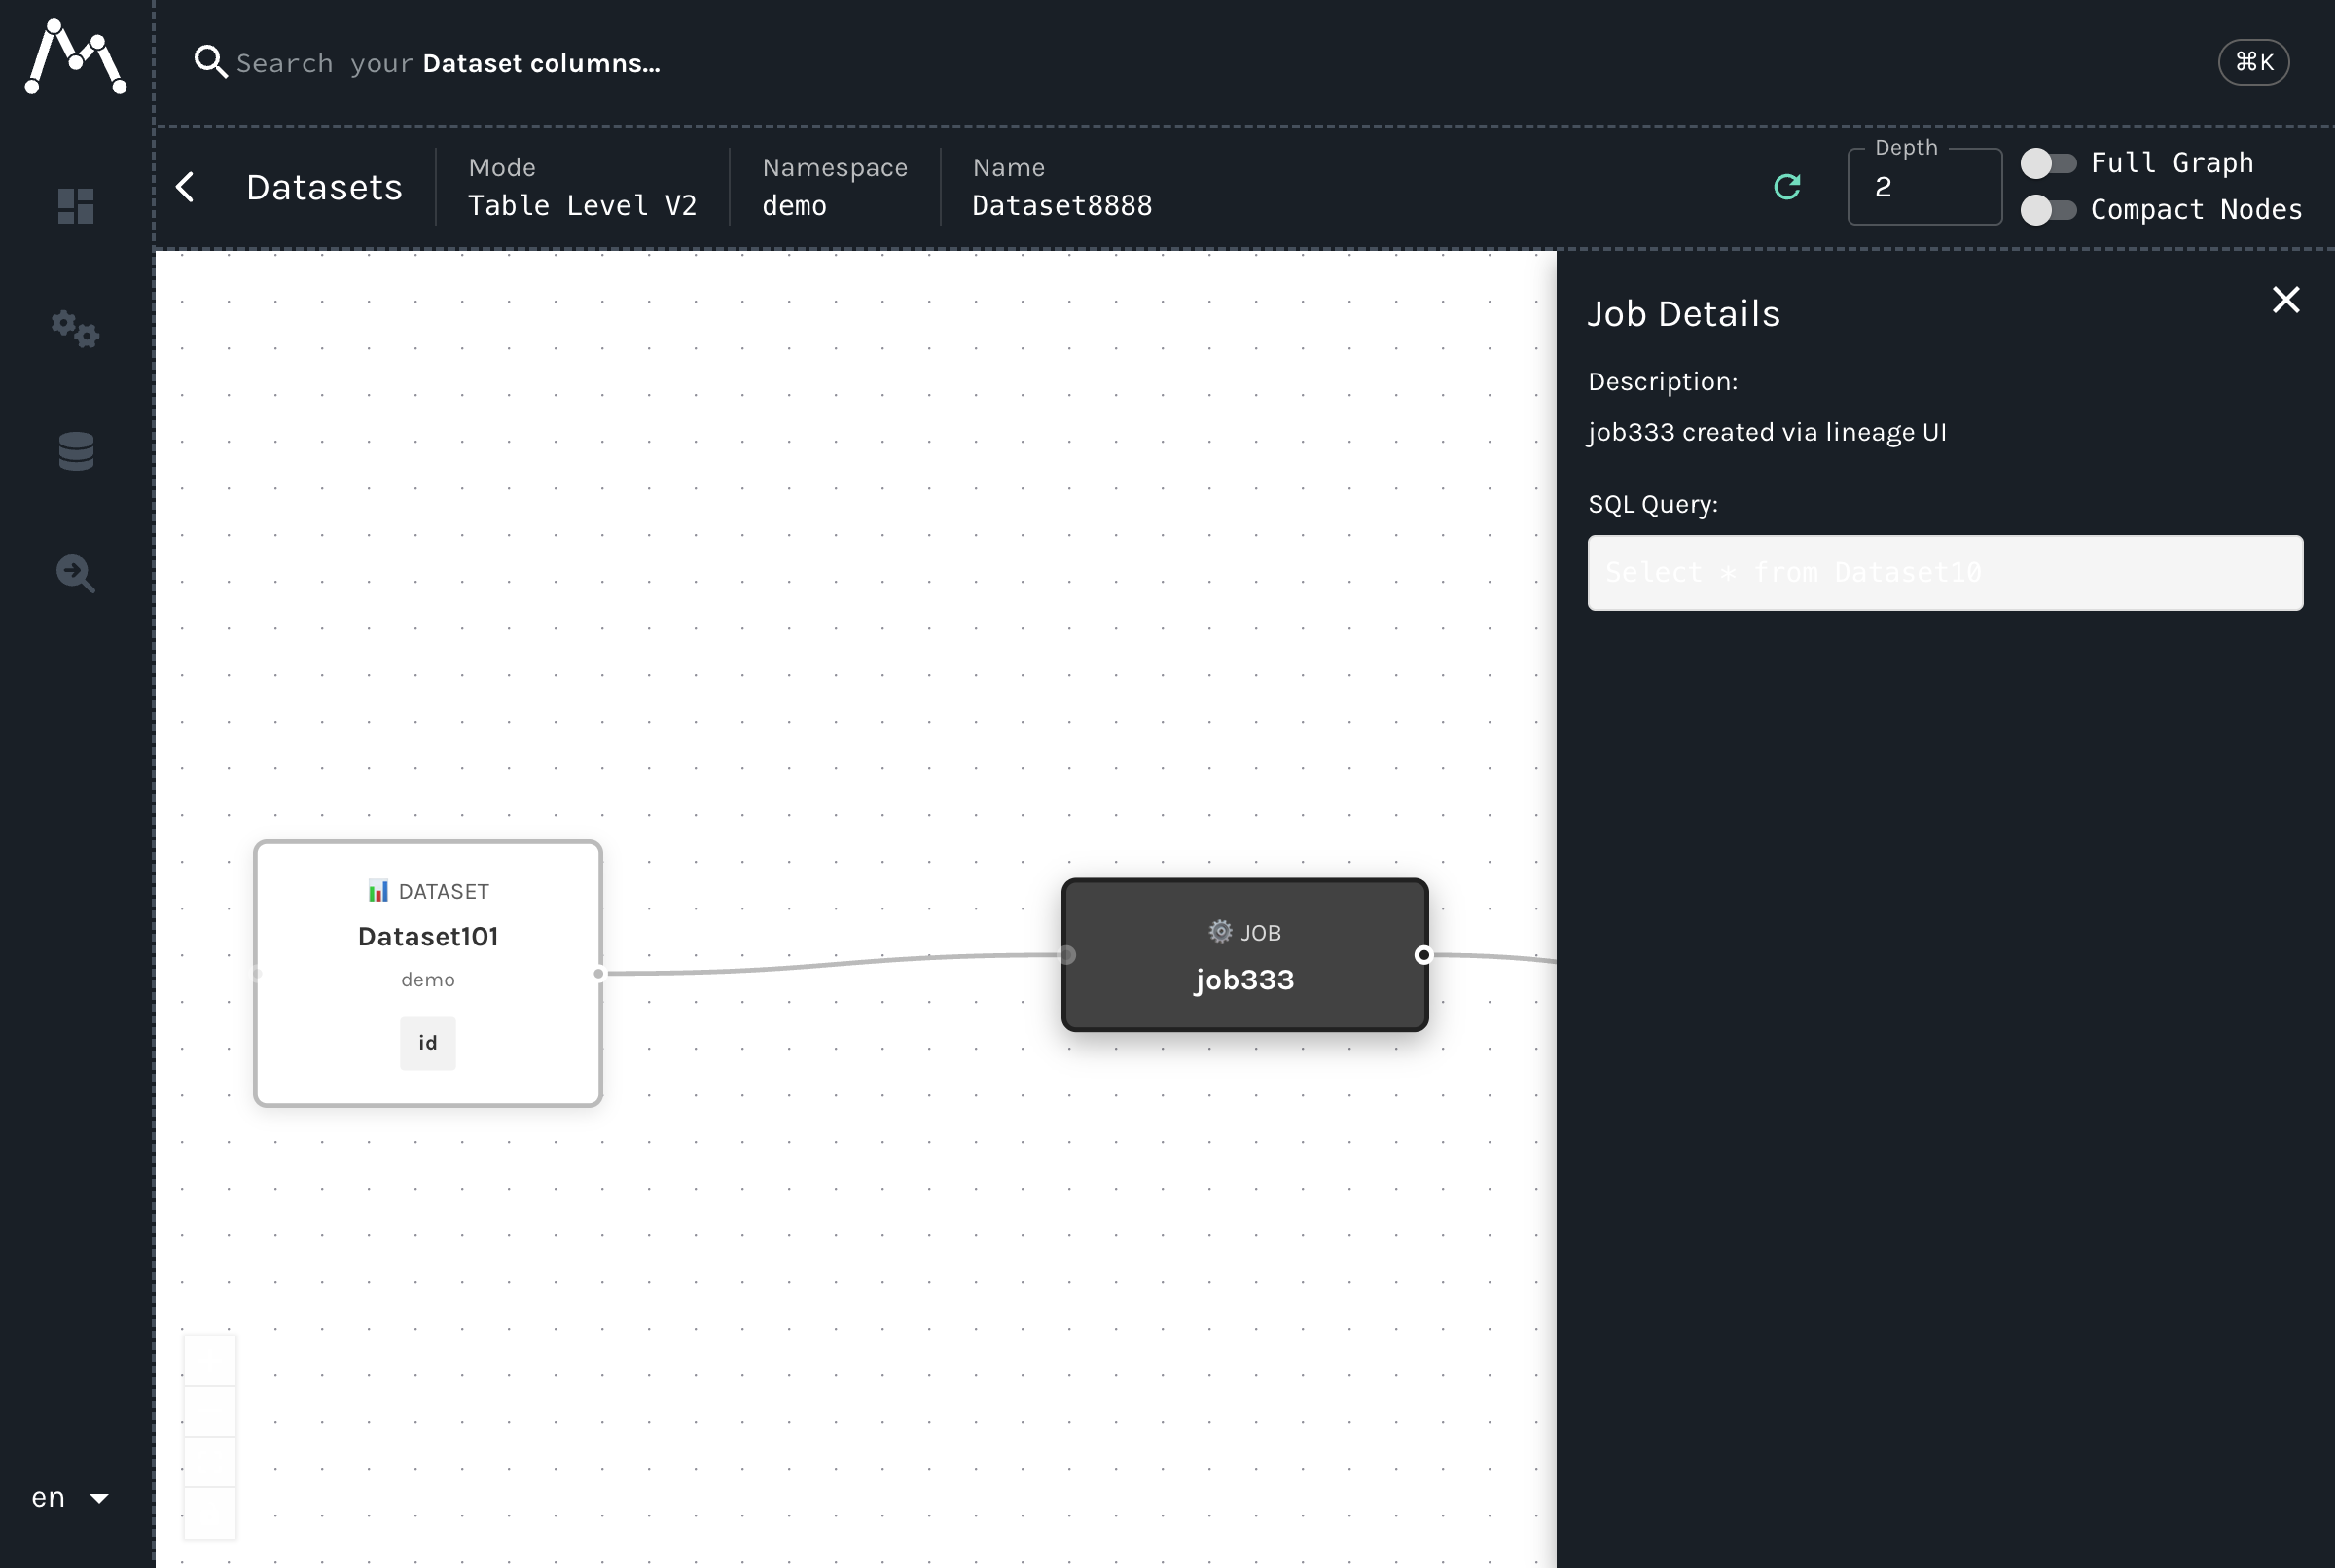 Search your Dataset columns...
⌘K
Datasets
Mode
Table Level V2
Namespace
demo
Name
Dataset8888
Depth
2
Full Graph
Compact Nodes
Job Details
Description:
job333 created via lineage UI
SQL Query:
Select * from Dataset10
📊 DATASET
Dataset101
demo
id
⚙️ JOB
job333
en